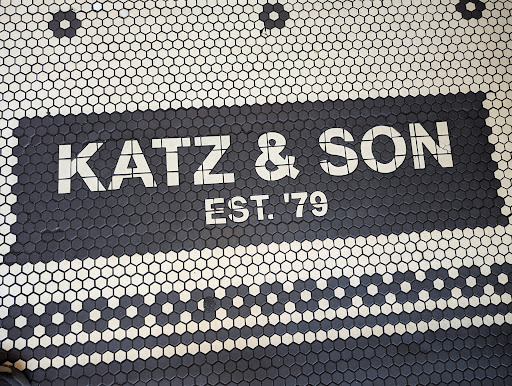 KATZ & SON
EST. '79